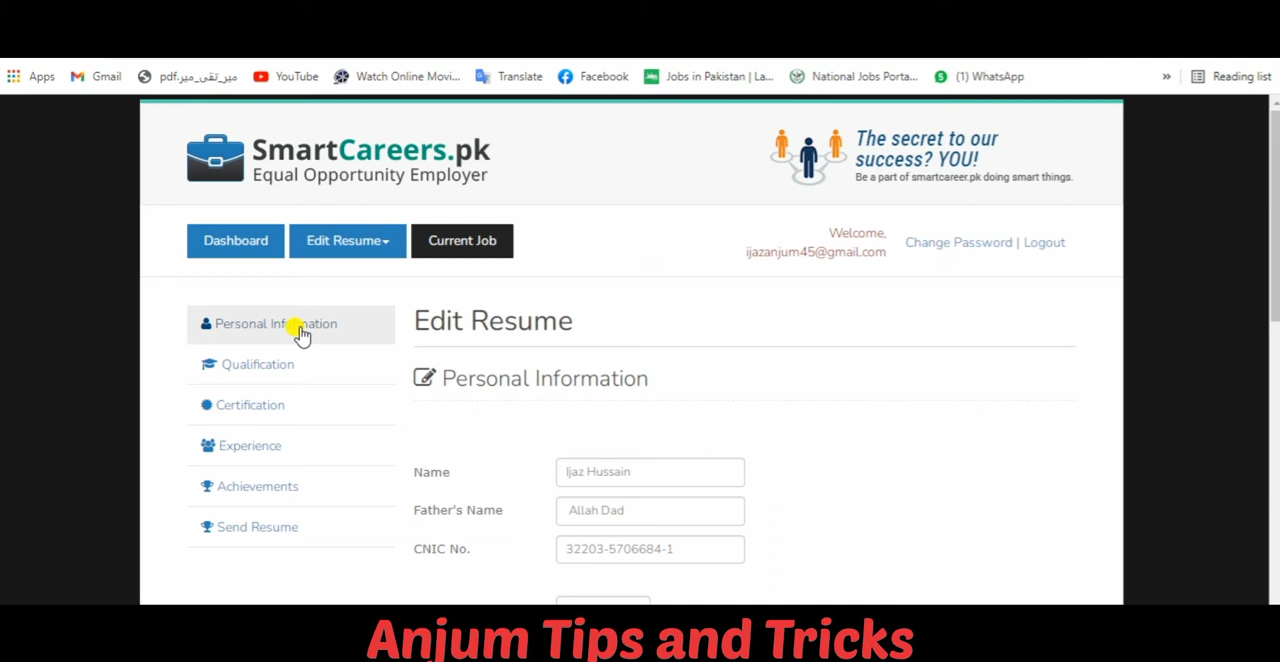 Apps Gmail میر_تقی_میر.pdf YouTube Watch Online Movi... Translate Facebook Jobs in Pakistan | La... National Jobs Porta... (1) WhatsApp » Reading list
SmartCareers.pk
Equal Opportunity Employer
The secret to our
success? YOU!
Be a part of smartcareer.pk doing smart things.
Dashboard Edit Resume Current Job
Welcome,
ijazanjum45@gmail.com
Change Password | Logout
Personal Information
Qualification
Certification
Experience
Achievements
Send Resume
Edit Resume
Personal Information
Name Ijaz Hussain
Father's Name Allah Dad
CNIC No. 32203-5706684-1
Anjum Tips and Tricks